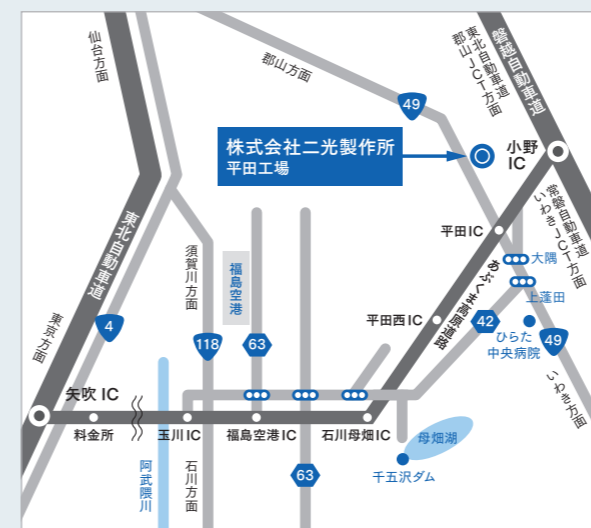 仙台方面
郡山方面
49
東北自動車道
郡山JCT方面
磐越自動車道
株式会社二光製作所
平田工場
小野
IC
常磐自動車道
いわきJCT方面
平田IC
大隅
須賀川方面
福島空港
東北自動車道
あぶくま高原道路
上蓬田
平田西IC
42
ひらた
中央病院
4
118
63
49
東京方面
いわき方面
矢吹IC
料金所
玉川IC
福島空港IC
石川母畑IC
母畑湖
阿武隈川
石川方面
63
千五沢ダム